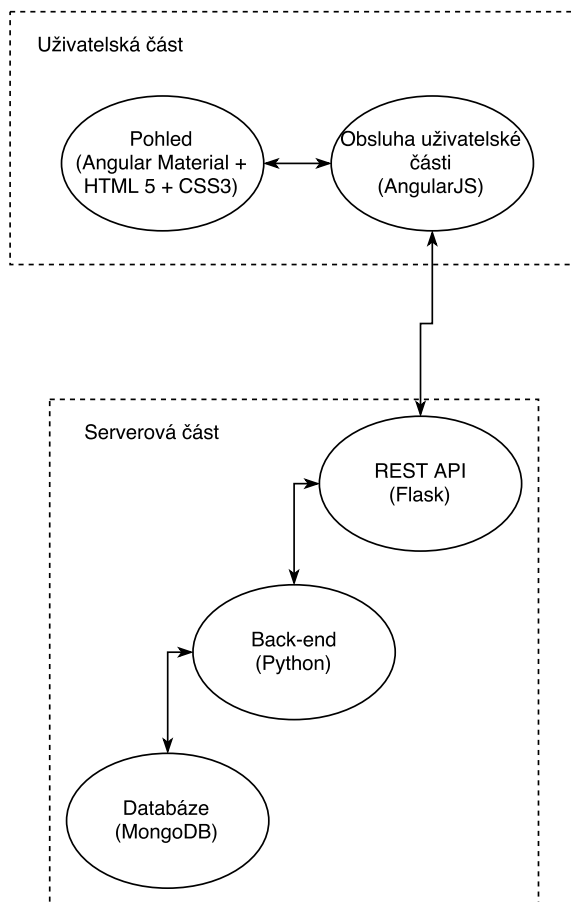 Uživatelská část
Pohled
(Angular Material +
HTML 5 + CSS3)
Obsluha uživatelské
části
(AngularJS)
Serverová část
REST API
(Flask)
Back-end
(Python)
Databáze
(MongoDB)